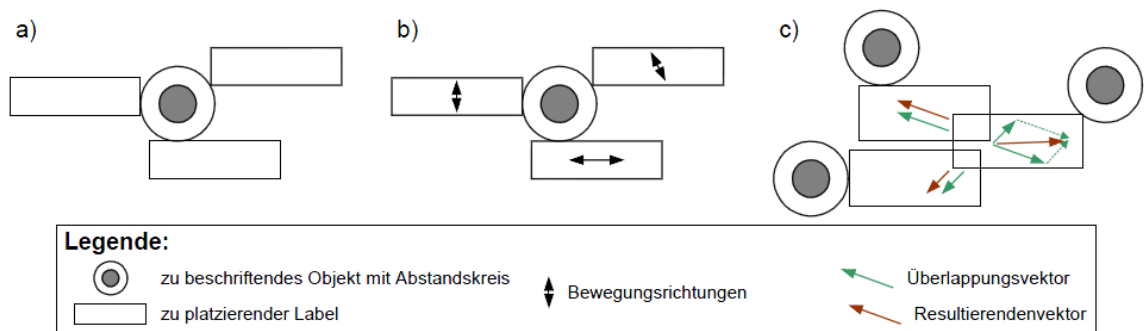 a)
b)
c)
Legende:
zu beschriftendes Objekt mit Abstandskreis
zu platzierender Label
Bewegungsrichtungen
Überlappungsvektor
Resultierendenvektor